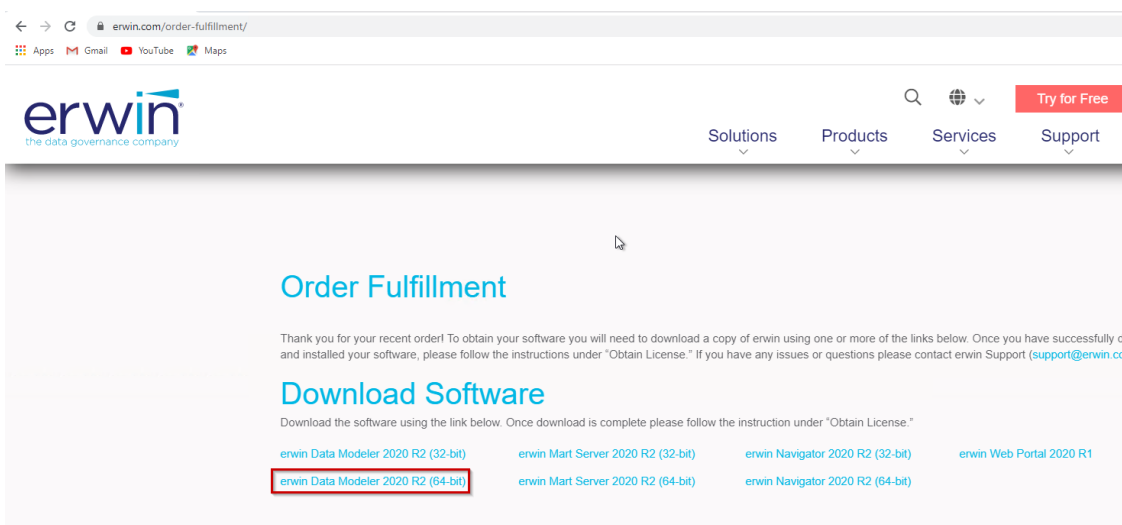 erwin.com/order-fulfillment/
Apps Gmail YouTube Maps
erwin®
the data governance company
Try for Free
Solutions Products Services Support
Order Fulfillment
Thank you for your recent order! To obtain your software you will need to download a copy of erwin using one or more of the links below. Once you have successfully
and installed your software, please follow the instructions under "Obtain License." If you have any issues or questions please contact erwin Support (support@erwin.co
Download Software
Download the software using the link below. Once download is complete please follow the instruction under "Obtain License."
erwin Data Modeler 2020 R2 (32-bit) erwin Mart Server 2020 R2 (32-bit) erwin Navigator 2020 R2 (32-bit) erwin Web Portal 2020 R1
erwin Data Modeler 2020 R2 (64-bit) erwin Mart Server 2020 R2 (64-bit) erwin Navigator 2020 R2 (64-bit)